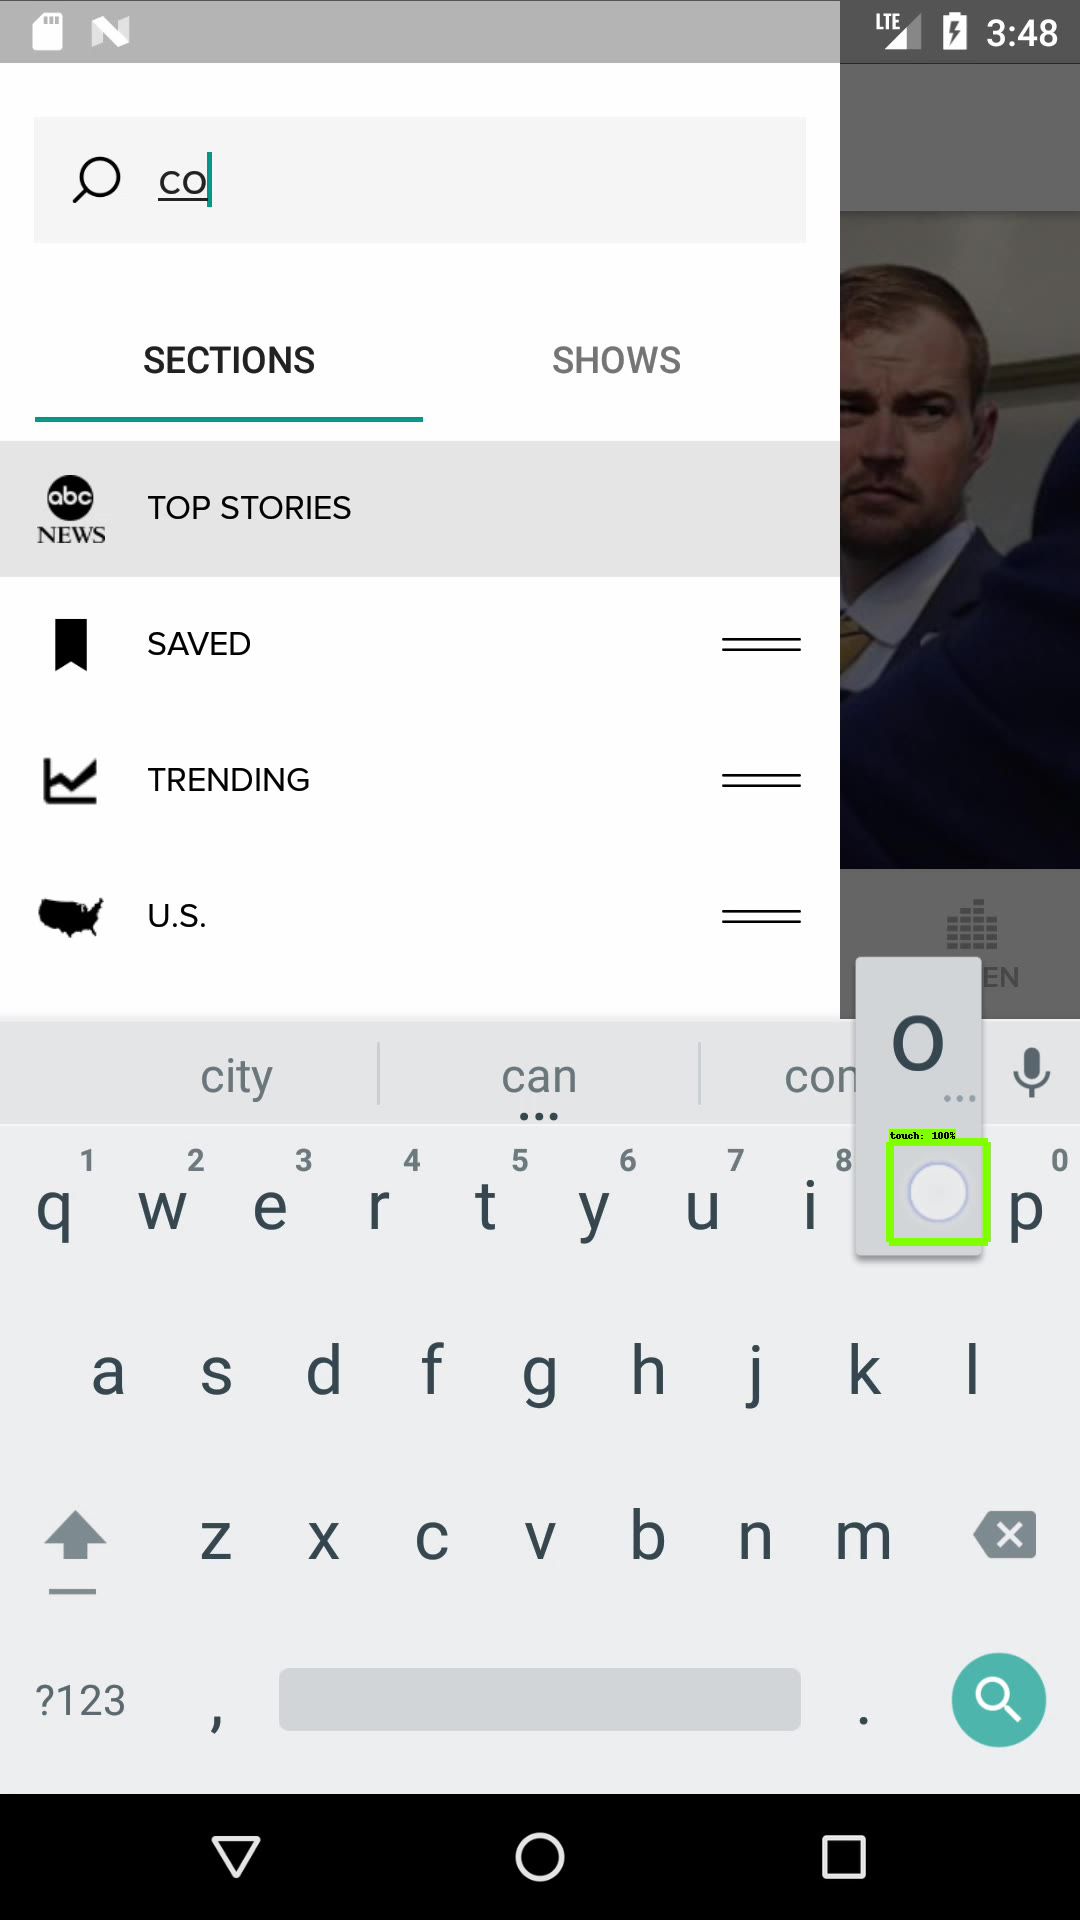 LTE 3:48
co
SECTIONS SHOWS
abc NEWS TOP STORIES
SAVED
TRENDING
U.S.
EN
o
city can
touch: 100%
1 2 3 4 5 6 7 8 0
q w e r t y u i p
a s d f g h j k l
z x c v b n m
?123 , .